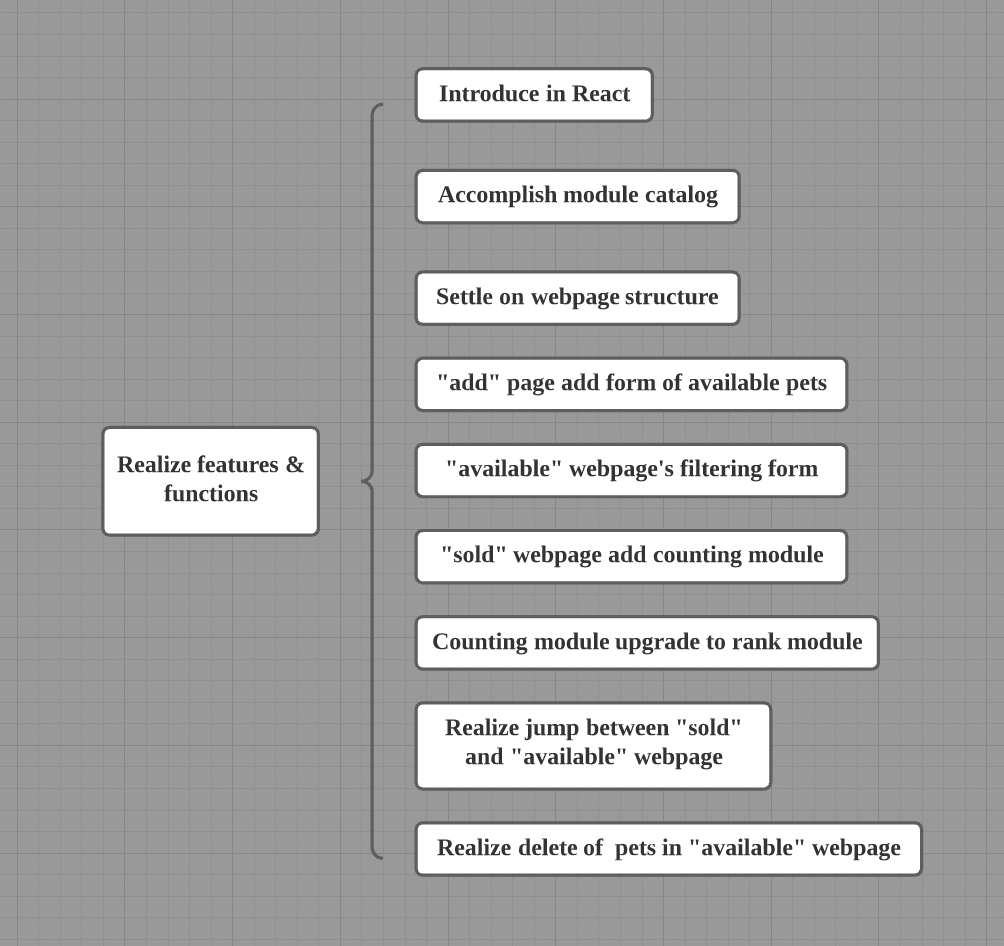 Introduce in React
Accomplish module catalog
Settle on webpage structure
"add" page add form of available pets
Realize features &
functions
"available" webpage's filtering form
"sold" webpage add counting module
Counting module upgrade to rank module
Realize jump between "sold"
and "available" webpage
Realize delete of  pets in "available" webpage